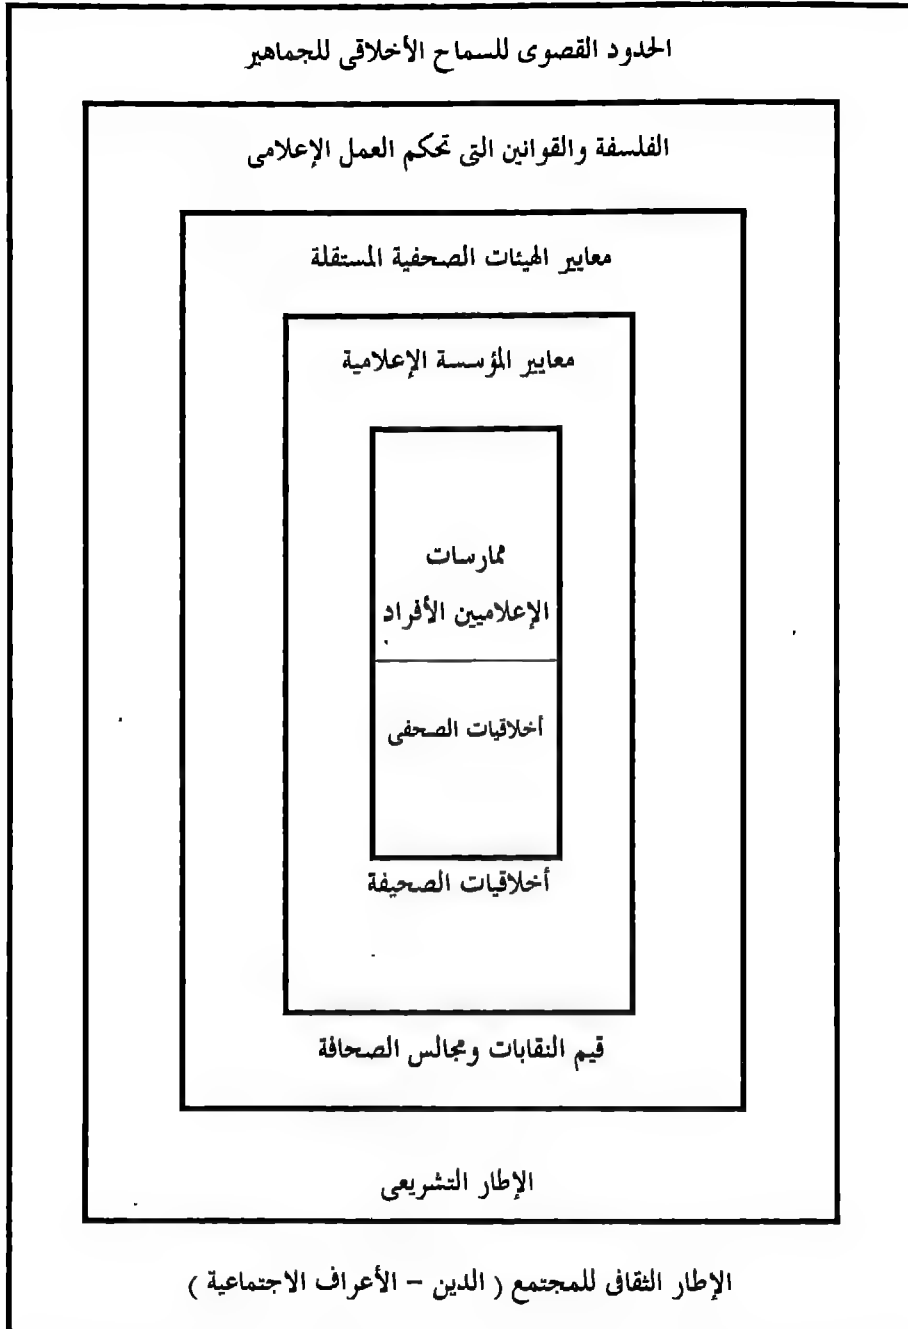 الحدود القصوى للسماح الأخلاقى للجماهير
الفلسفة والقوانين التى تحكم العمل الإعلامى
معايير الهيئات الصحفية المستقلة
معايير المؤسسة الإعلامية
ممارسات
الإعلاميين الأفراد
أخلاقيات الصحفى
أخلاقيات الصحيفة
قيم النقابات ومجالس الصحافة
الإطار التشريعى
الإطار الثقافى للمجتمع ( الدين – الأعراف الاجتماعية )